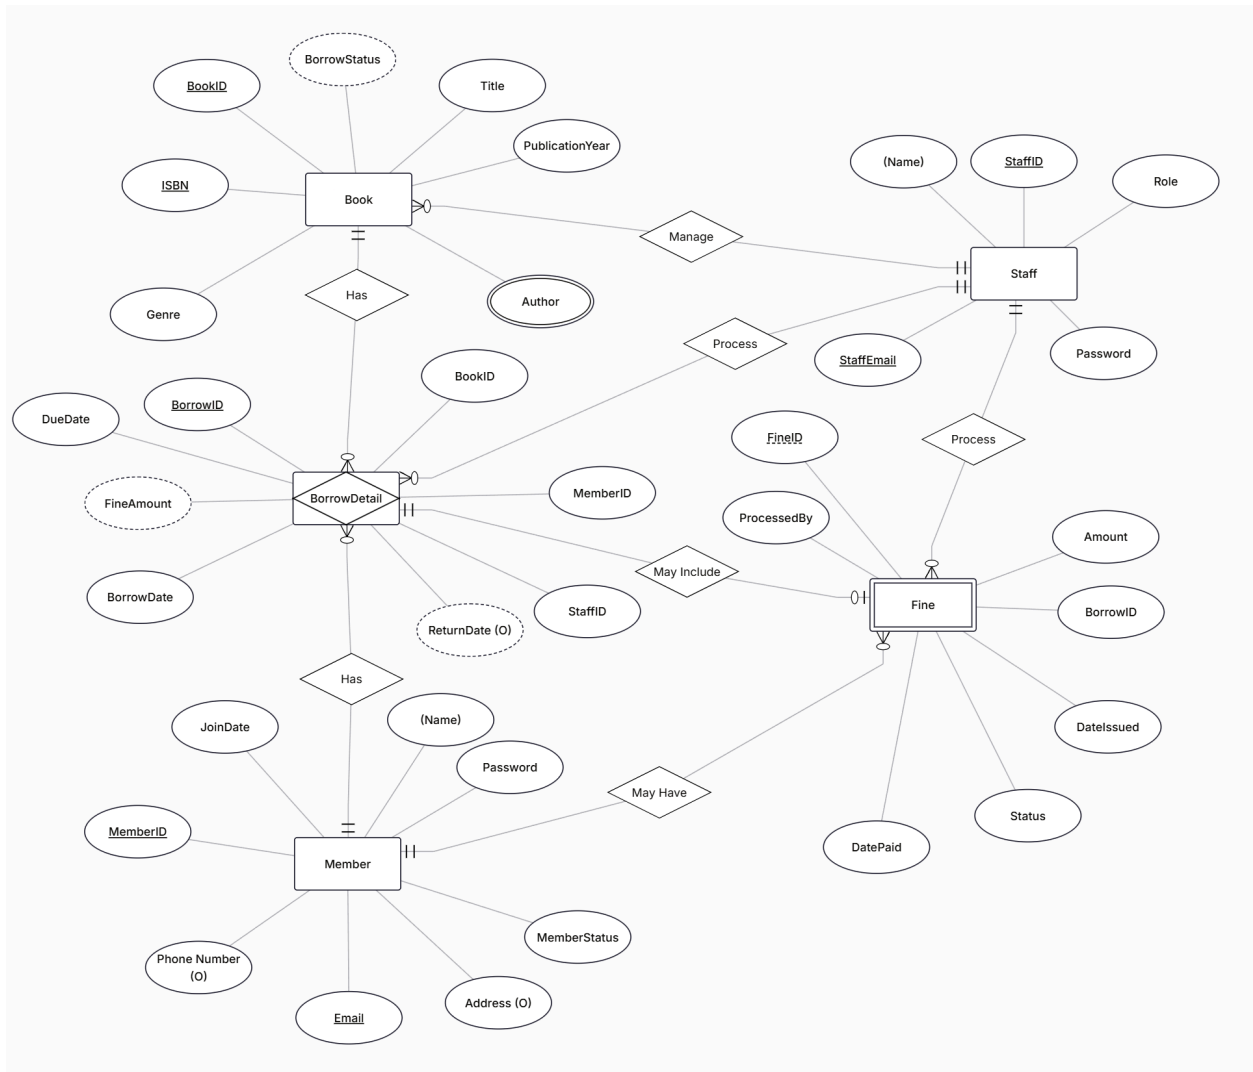 BorrowStatus
BookID
Title
PublicationYear
ISBN
Book
(Name)
StaffID
Role
Manage
Staff
Has
Author
Genre
Process
StaffEmail
Password
BookID
BorrowID
DueDate
FineID
Process
FineAmount
BorrowDetail
MemberID
ProcessedBy
Amount
May Include
BorrowDate
StaffID
Fine
BorrowID
ReturnDate (O)
Has
JoinDate
(Name)
DateIssued
Password
May Have
Status
MemberID
DatePaid
Member
MemberStatus
Phone Number
(O)
Address (O)
Email